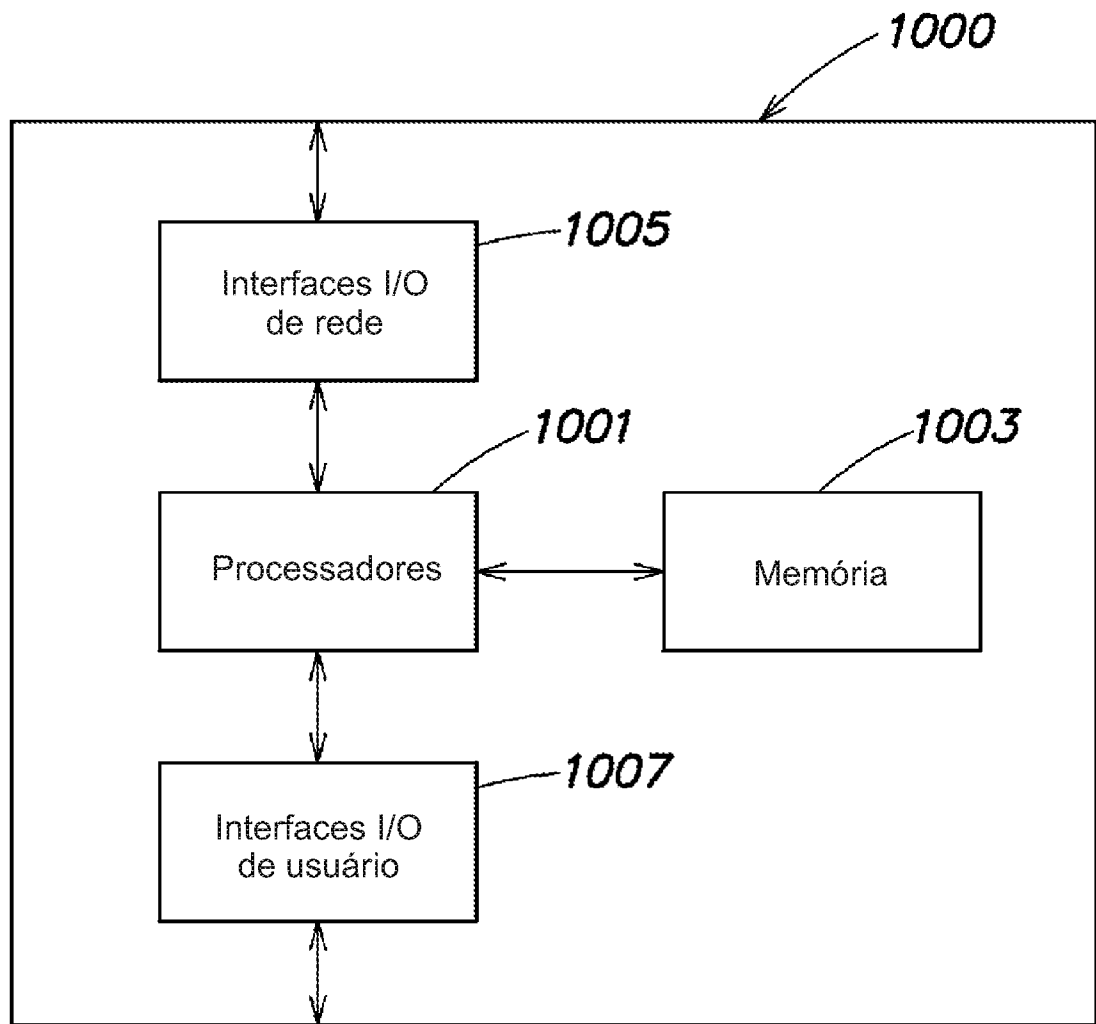 1000
1005
Interfaces I/O
de rede
1001
1003
Processadores
Memória
1007
Interfaces I/O
de usuário